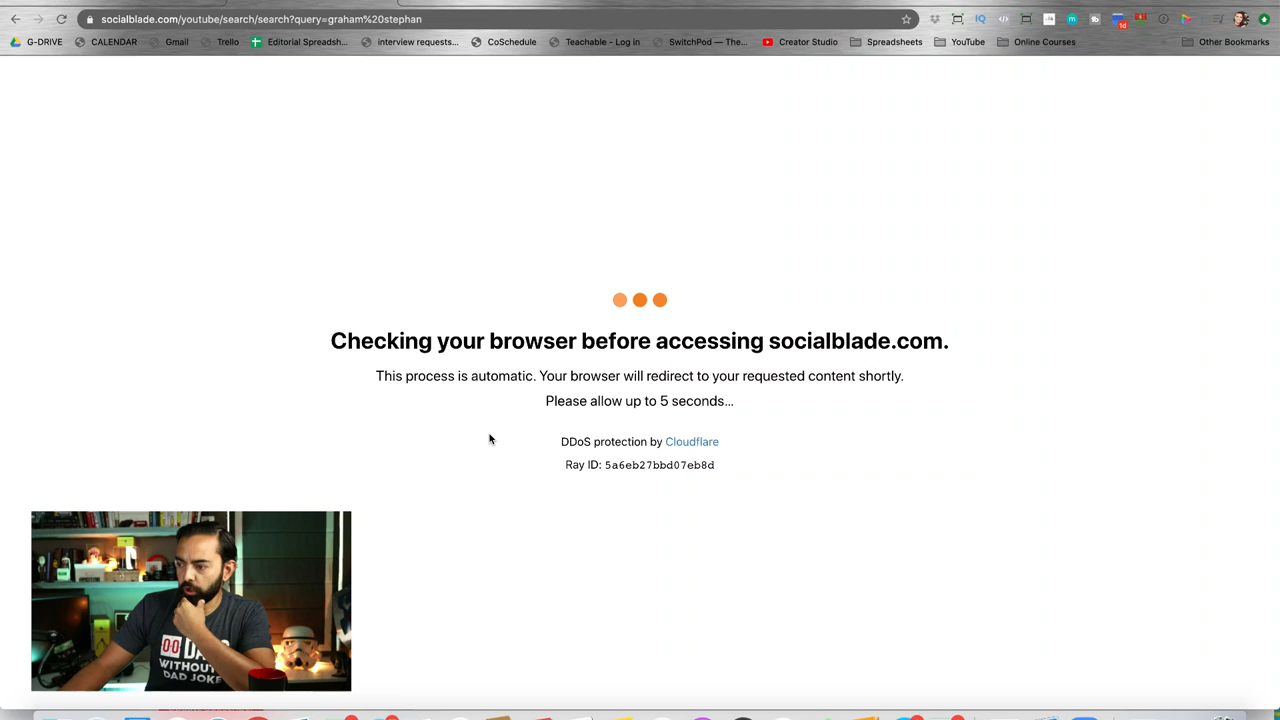 socialblade.com/youtube/search/search?query=graham%20stephan
G-DRIVE CALENDAR Gmail Trello Editorial Spreadsh... interview requests... CoSchedule Teachable - Log in SwitchPod — The... Creator Studio Spreadsheets YouTube Online Courses Other Bookmarks
Checking your browser before accessing socialblade.com.
This process is automatic. Your browser will redirect to your requested content shortly.
Please allow up to 5 seconds...
DDoS protection by Cloudflare
Ray ID: 5a6eb27bbd07eb8d
WITHOUT
DAD JOKE